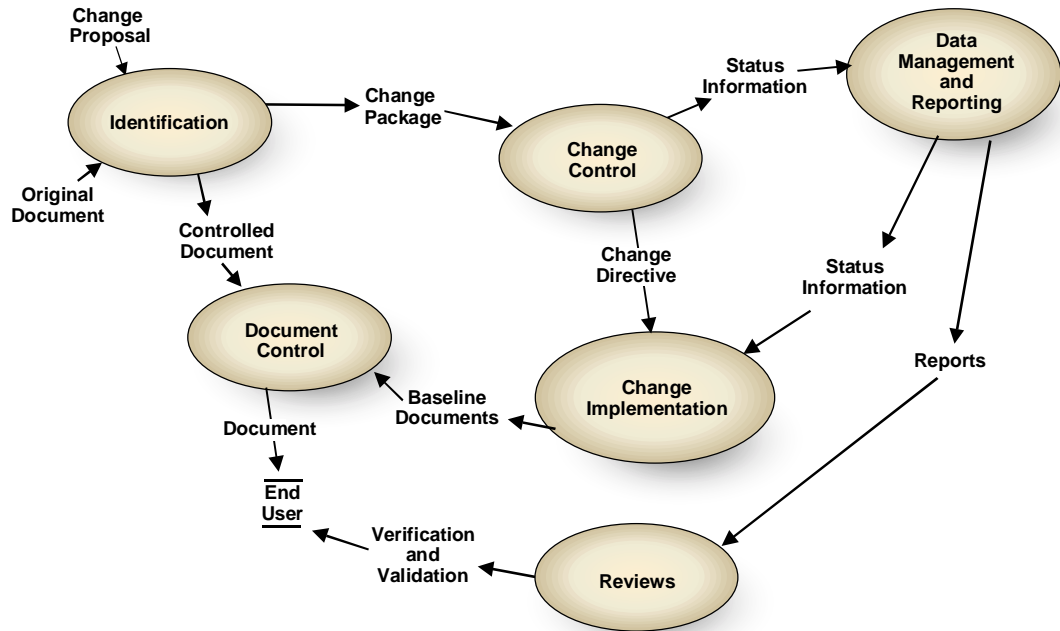 Change
Proposal
Identification
Original
Document
Change
Package
Controlled
Document
Change
Control
Status
Information
Data
Management
and
Reporting
Change
Directive
Status
Information
Reports
Document
Control
Baseline
Documents
Change
Implementation
Document
End
User
Verification
and
Validation
Reviews